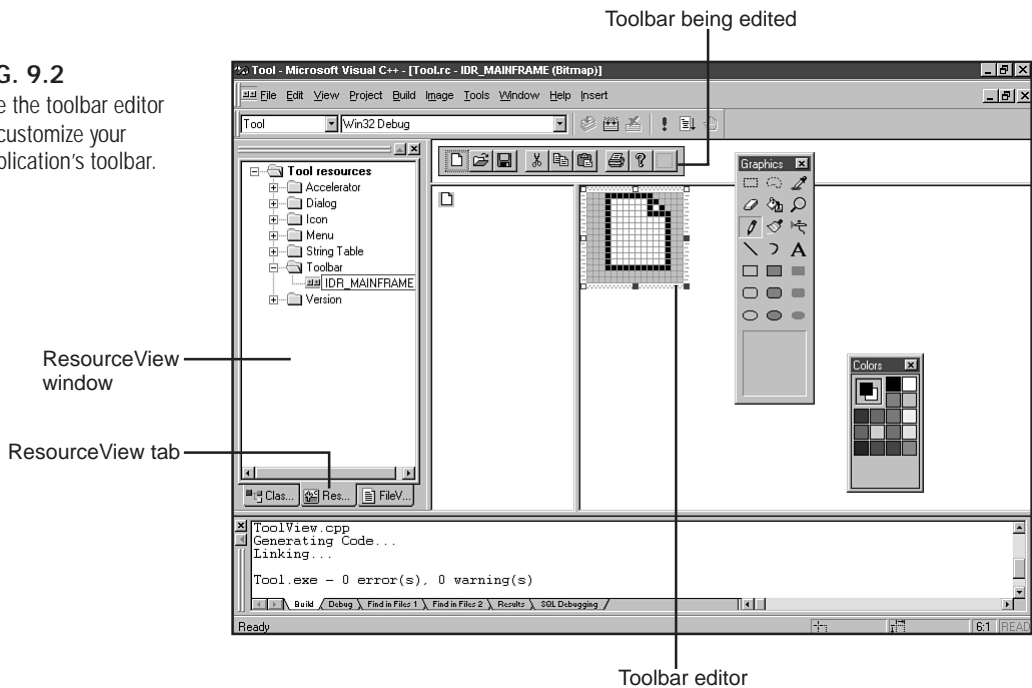 Toolbar being edited
G. 9.2
e the toolbar editor
customize your
plication's toolbar.
Tool - Microsoft Visual C++ - [Tool.rc - IDR_MAINFRAME (Bitmap)]
File Edit View Project Build Image Tools Window Help Insert
Tool Win32 Debug
Tool resources
Accelerator
Dialog
Icon
Menu
String Table
Toolbar
IDR_MAINFRAME
Version
Graphics
A
Colors
ResourceView
window
ResourceView tab
Clas... Res... FileV...
ToolView.cpp
Generating Code...
Linking...
Tool.exe - 0 error(s), 0 warning(s)
Build Debug Find in Files 1 Find in Files 2 Results SQL Debugging
Ready 6:1 READ
Toolbar editor